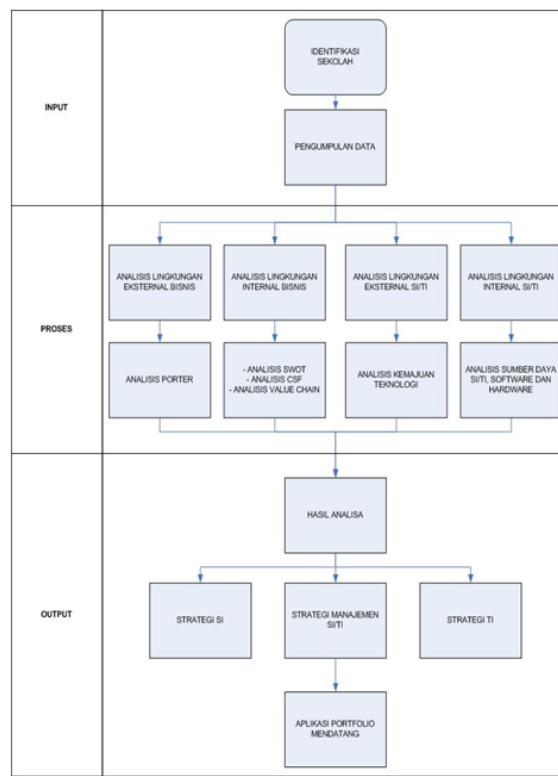 INPUT
IDENTIFIKASI
SEKOLAH
PENGUMPULAN DATA
PROSES
ANALISIS LINGKUNGAN
EKSTERNAL BISNIS
ANALISIS LINGKUNGAN
INTERNAL BISNIS
ANALISIS LINGKUNGAN
EKSTERNAL SI/TI
ANALISIS LINGKUNGAN
INTERNAL SI/TI
ANALISIS PORTER
- ANALISIS SWOT
- ANALISIS CSF
- ANALISIS VALUE CHAIN
ANALISIS KEMAJUAN
TEKNOLOGI
ANALISIS SUMBER DAYA
SI/TI, SOFTWARE DAN
HARDWARE
OUTPUT
HASIL ANALISA
STRATEGI SI
STRATEGI MANAJEMEN
SI/TI
STRATEGI TI
APLIKASI PORTFOLIO
MENDATANG